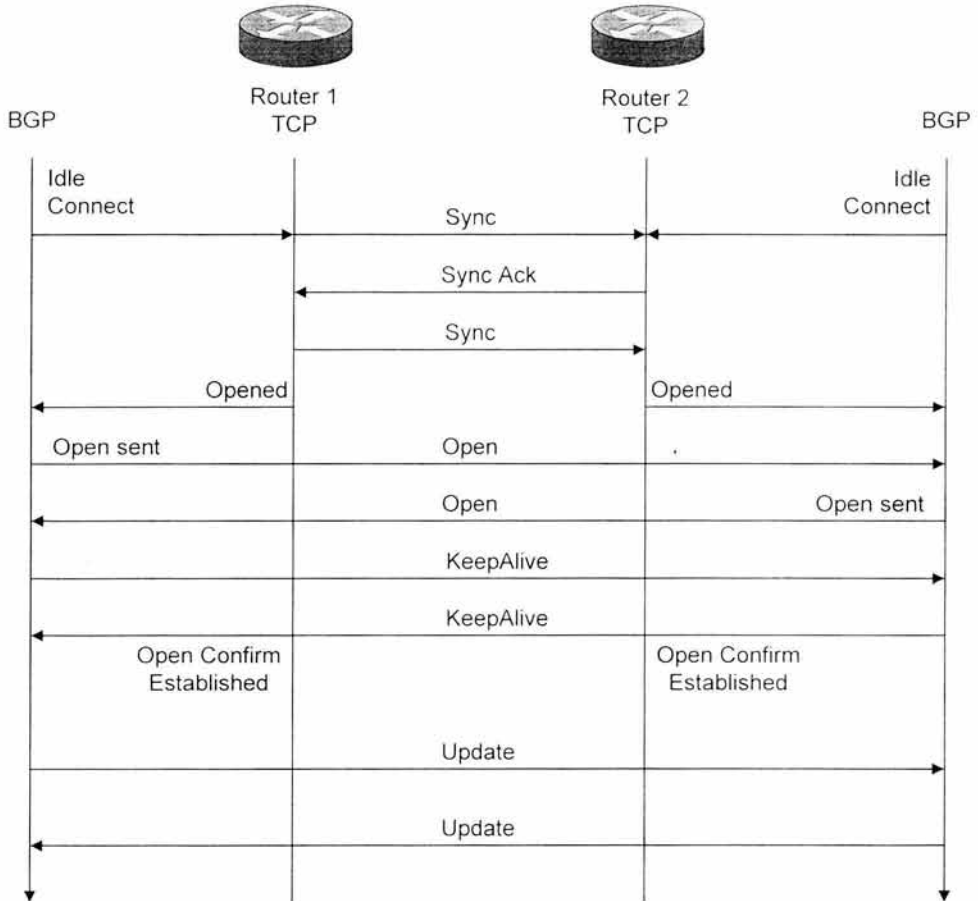 Router 1
TCP
Router 2
TCP
BGP
BGP
Idle
Connect
Idle
Connect
Sync
Sync Ack
Sync
Opened
Opened
Open sent
Open
Open
Open sent
KeepAlive
KeepAlive
Open Confirm
Established
Open Confirm
Established
Update
Update